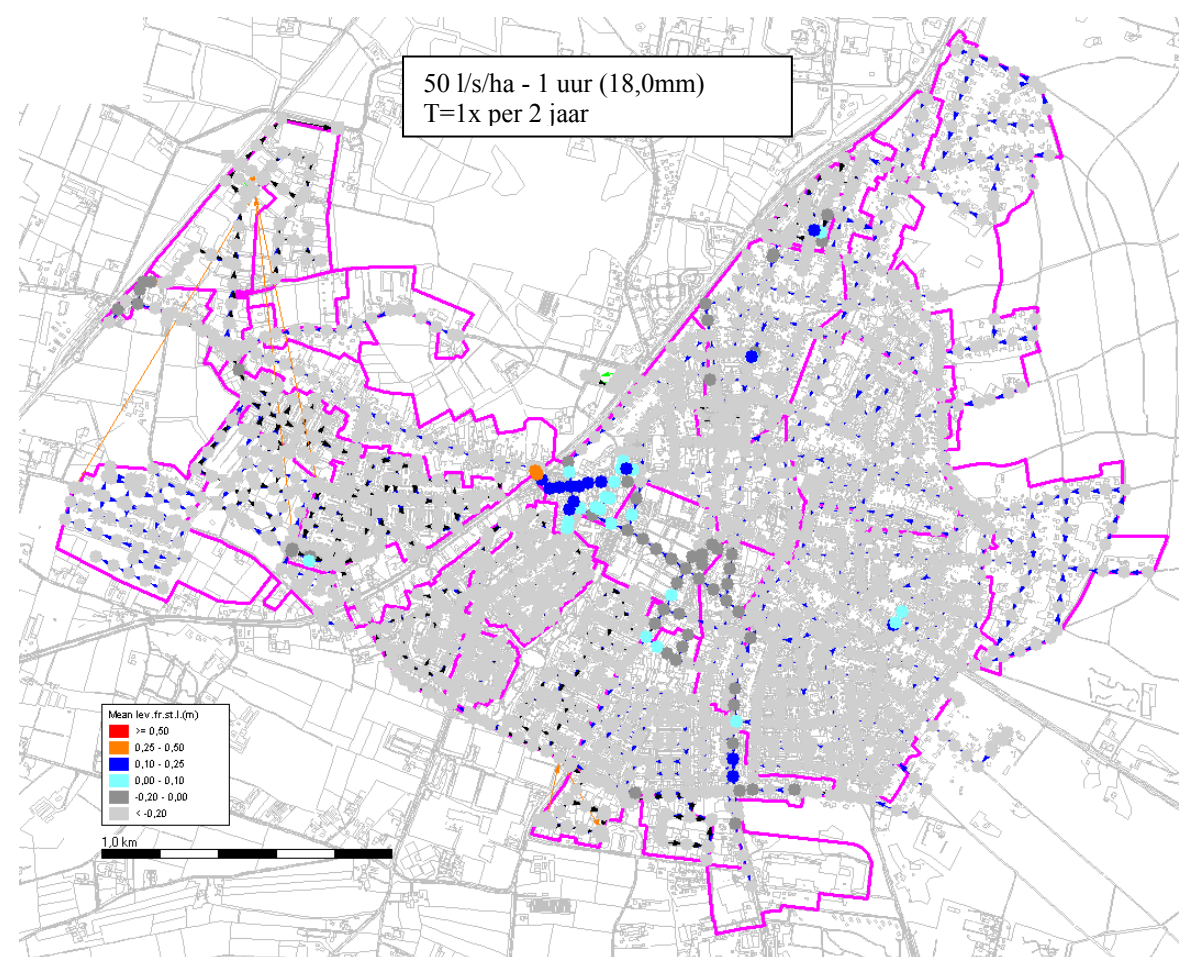 50 l/s/ha - 1 uur (18,0mm)
T=1x per 2 jaar
Mean lev.fr.st.l.(m)
>= 0,50
0,25 - 0,50
0,10 - 0,25
0,00 - 0,10
-0,20 - 0,00
< -0,20
1,0 km